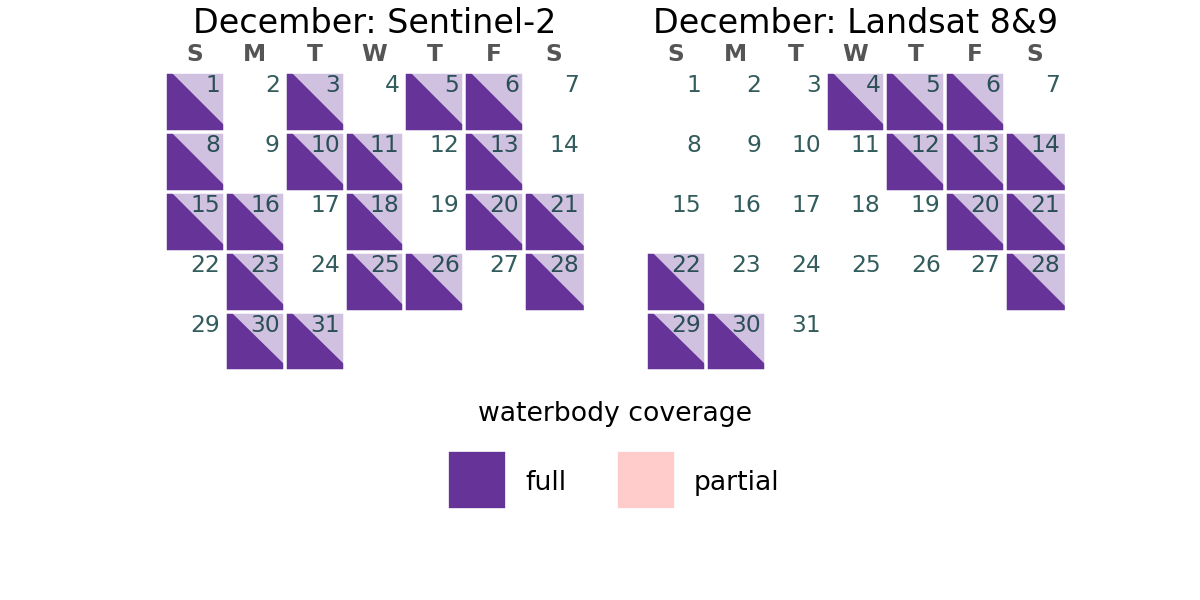 December: Sentinel-2
S M T W T F S
1 2 3 4 5 6 7
8 9 10 11 12 13 14
15 16 17 18 19 20 21
22 23 24 25 26 27 28
29 30 31
December: Landsat 8&9
S M T W T F S
1 2 3 4 5 6 7
8 9 10 11 12 13 14
15 16 17 18 19 20 21
22 23 24 25 26 27 28
29 30 31
waterbody coverage
full partial